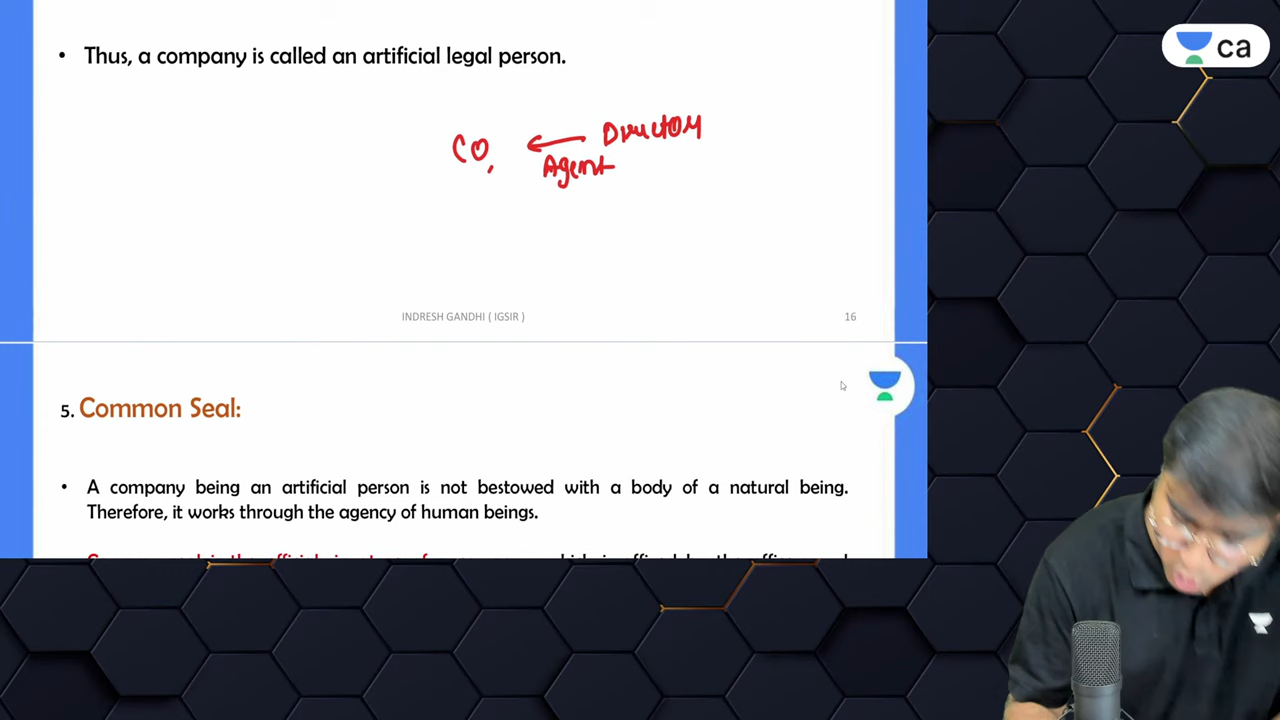 • Thus, a company is called an artificial legal person.
ca
CO. ← Director
Agent
INDRESH GANDHI ( IGSIR )
16
5. Common Seal:
• A company being an artificial person is not bestowed with a body of a natural being.
Therefore, it works through the agency of human beings.